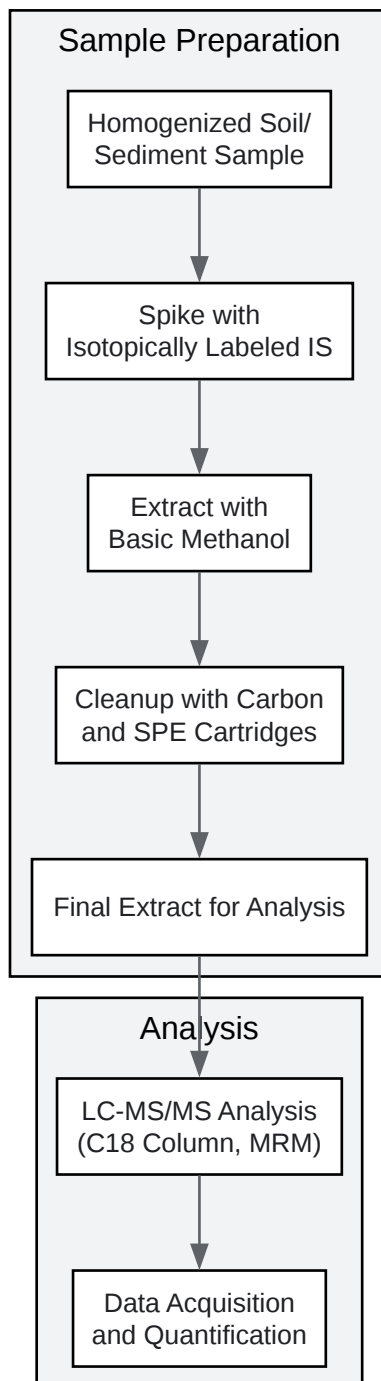 Sample Preparation
Homogenized Soil/
Sediment Sample
Spike with
Isotopically Labeled IS
Extract with
Basic Methanol
Cleanup with Carbon
and SPE Cartridges
Final Extract for Analysis
Analysis
LC-MS/MS Analysis
(C18 Column, MRM)
Data Acquisition
and Quantification